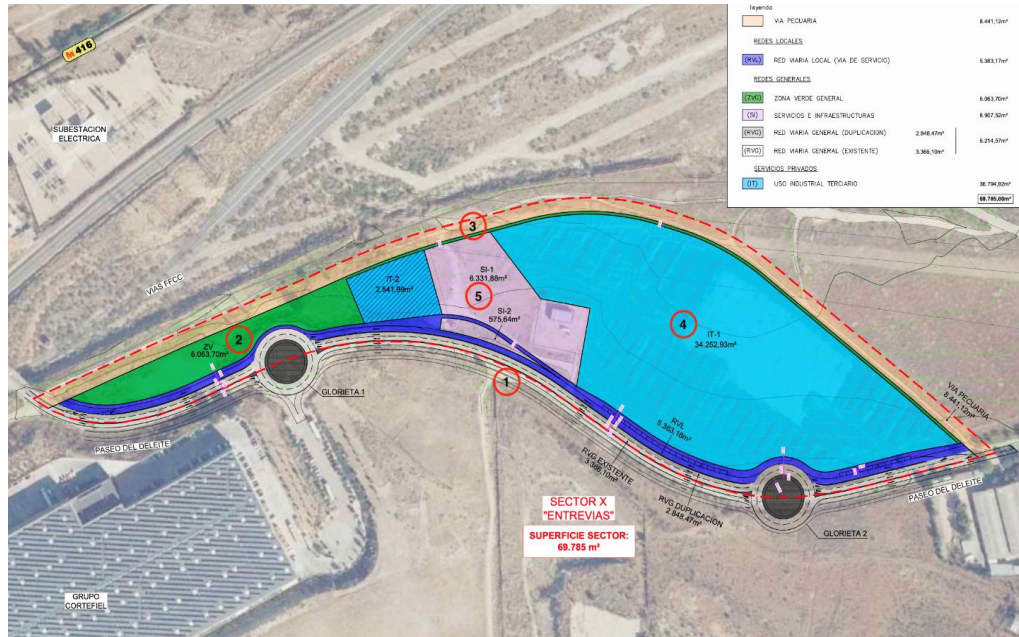 leyenda
VIA PECUARIA 8.441,12m²
REDES LOCALES
(RVL) RED VIARIA LOCAL (VIA DE SERVICIO) 5.363,17m²
REDES GENERALES
(ZVG) ZONA VERDE GENERAL 6.063,70m²
(SI) SERVICIOS E INFRAESTRUCTURAS 6.907,52m²
(RVG) RED VIARIA GENERAL (DUPLICACION) 2.848,47m²
6.214,57m²
(RVG) RED VIARIA GENERAL (EXISTENTE) 3.366,10m²
SERVICIOS PRIVADOS
(IT) USO INDUSTRIAL TERCIARIO 36.794,92m²
69.785,00m²
M 416
SUBESTACION
ELECTRICA
VIAS FFCC
3
IT-2
2.541,99m²
SI-1
6.331,88m²
5
SI-2
575,64m²
4
IT-1
34.252,93m²
2
ZV
6.063,70m²
1
GLORIETA 1
VIA PECUARIA
8.441,12m²
PASEO DEL DELEITE
RVL
5.363,16m²
RVG EXISTENTE
3.366,10m²
RVG DUPLICACION
2.848,47m²
PASEO DEL DELEITE
SECTOR X
"ENTREVIAS"
SUPERFICIE SECTOR:
69.785 m²
GLORIETA 2
GRUPO
CORTEFIEL